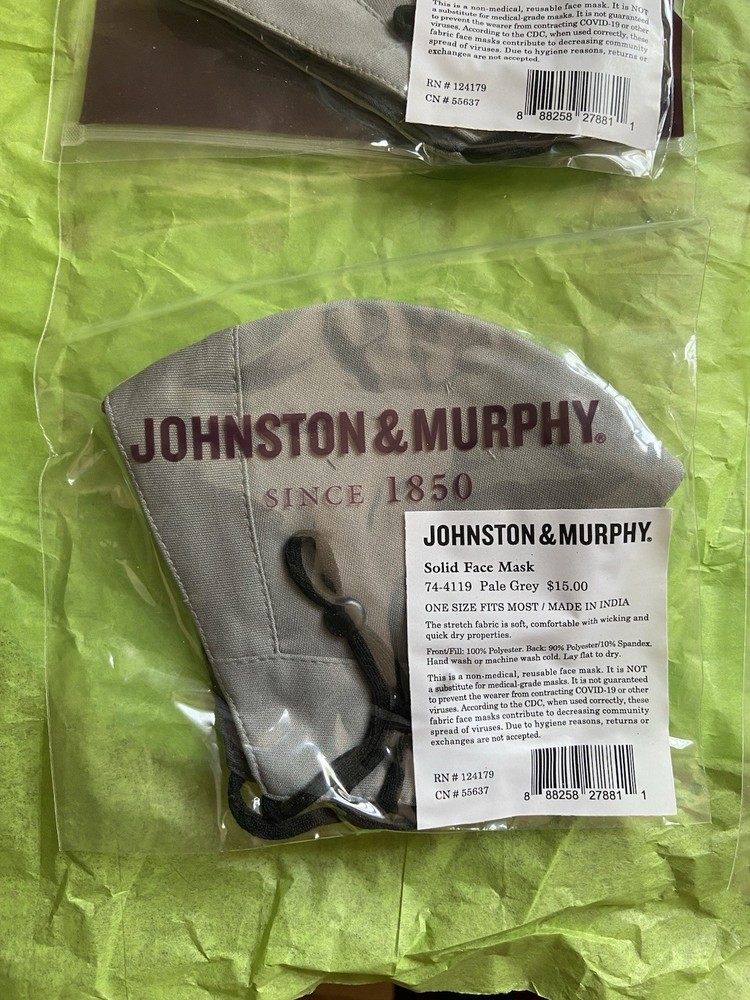 This is a non-medical, reusable face mask. It is NOT
a substitute for medical-grade masks. It is not guaranteed
to prevent the wearer from contracting COVID-19 or other
viruses. According to the CDC, when used correctly, these
fabric face masks contribute to decreasing community
spread of viruses. Due to hygiene reasons, returns or
exchanges are not accepted.
RN # 124179
CN # 55637
8 88258 27881 1
JOHNSTON & MURPHY®
SINCE 1850
JOHNSTON & MURPHY®
Solid Face Mask
74-4119 Pale Grey $15.00
ONE SIZE FITS MOST / MADE IN INDIA
The stretch fabric is soft, comfortable with wicking and
quick dry properties.
Front/Fill: 100% Polyester. Back: 90% Polyester/10% Spandex.
Hand wash or machine wash cold. Lay flat to dry.
This is a non-medical, reusable face mask. It is NOT
a substitute for medical-grade masks. It is not guaranteed
to prevent the wearer from contracting COVID-19 or other
viruses. According to the CDC, when used correctly, these
fabric face masks contribute to decreasing community
spread of viruses. Due to hygiene reasons, returns or
exchanges are not accepted.
RN # 124179
CN # 55637
8 88258 27881 1